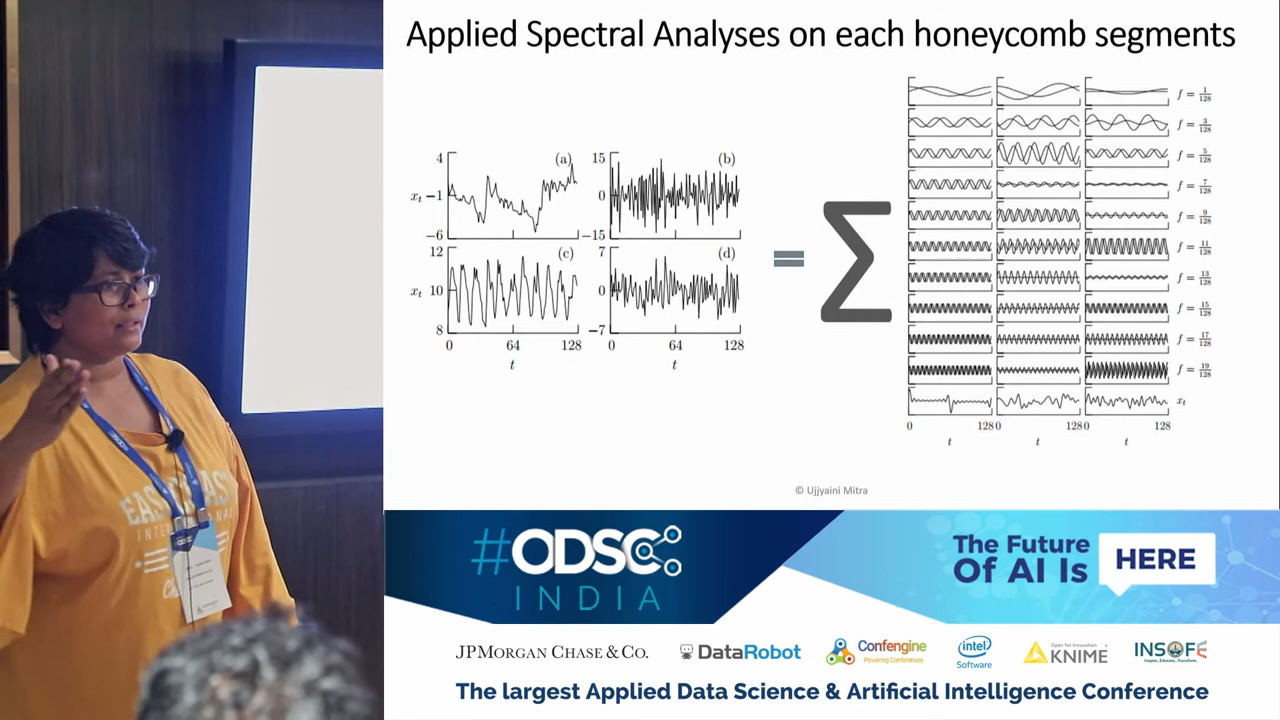 Applied Spectral Analyses on each honeycomb segments
4
(a)
x_t −1
−6
15
(b)
0
−15
12
(c)
x_t 10
8
0
64
128
t
7
(d)
0
−7
0
64
128
t
=
∑
f = 1/128
f = 3/128
f = 5/128
f = 7/128
f = 9/128
f = 11/128
f = 13/128
f = 15/128
f = 17/128
f = 19/128
x_t
0
128
0
128
0
128
t
t
t
© Ujjyaini Mitra
#ODSC
INDIA
The Future
Of AI Is
HERE
JPMORGAN CHASE & CO.
DataRobot
Confengine
Powering Conferences
intel
Software
Open for Innovation
KNIME
INSOFE
Inspire...Educate...Transform.
The largest Applied Data Science & Artificial Intelligence Conference